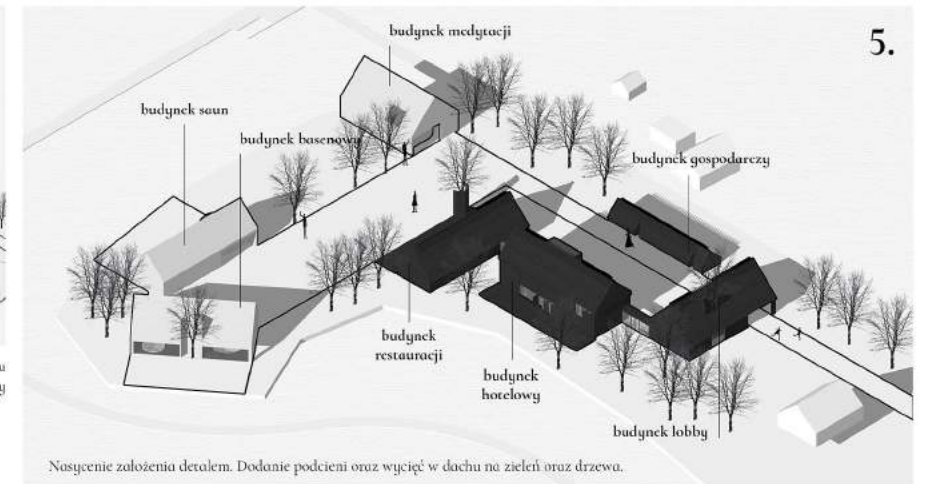 5.
budynek medytacji
budynek saun
budynek basenowy
budynek gospodarczy
budynek
restauracji
budynek
hotelowy
budynek lobby
u
y
Nasycenie założenia detalem. Dodanie podcieni oraz wycięć w dachu na zieleń oraz drzewa.